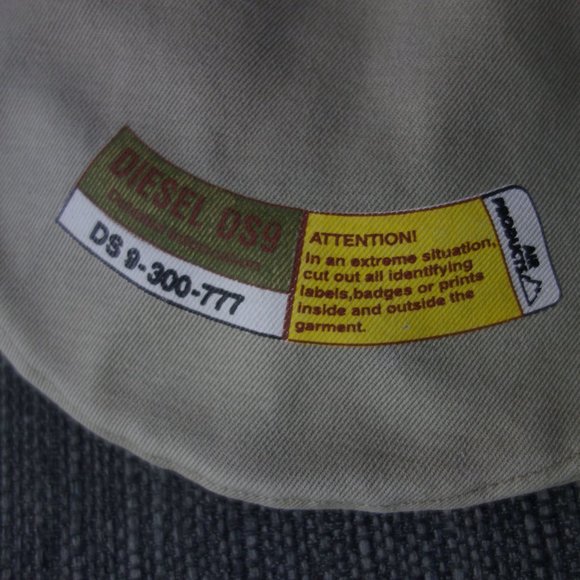 DIESEL DS9
DS 9-300-777
ATTENTION!
In an extreme situation,
cut out all identifying
labels,badges or prints
inside and outside the
garment.
AIR
PRODUCTS